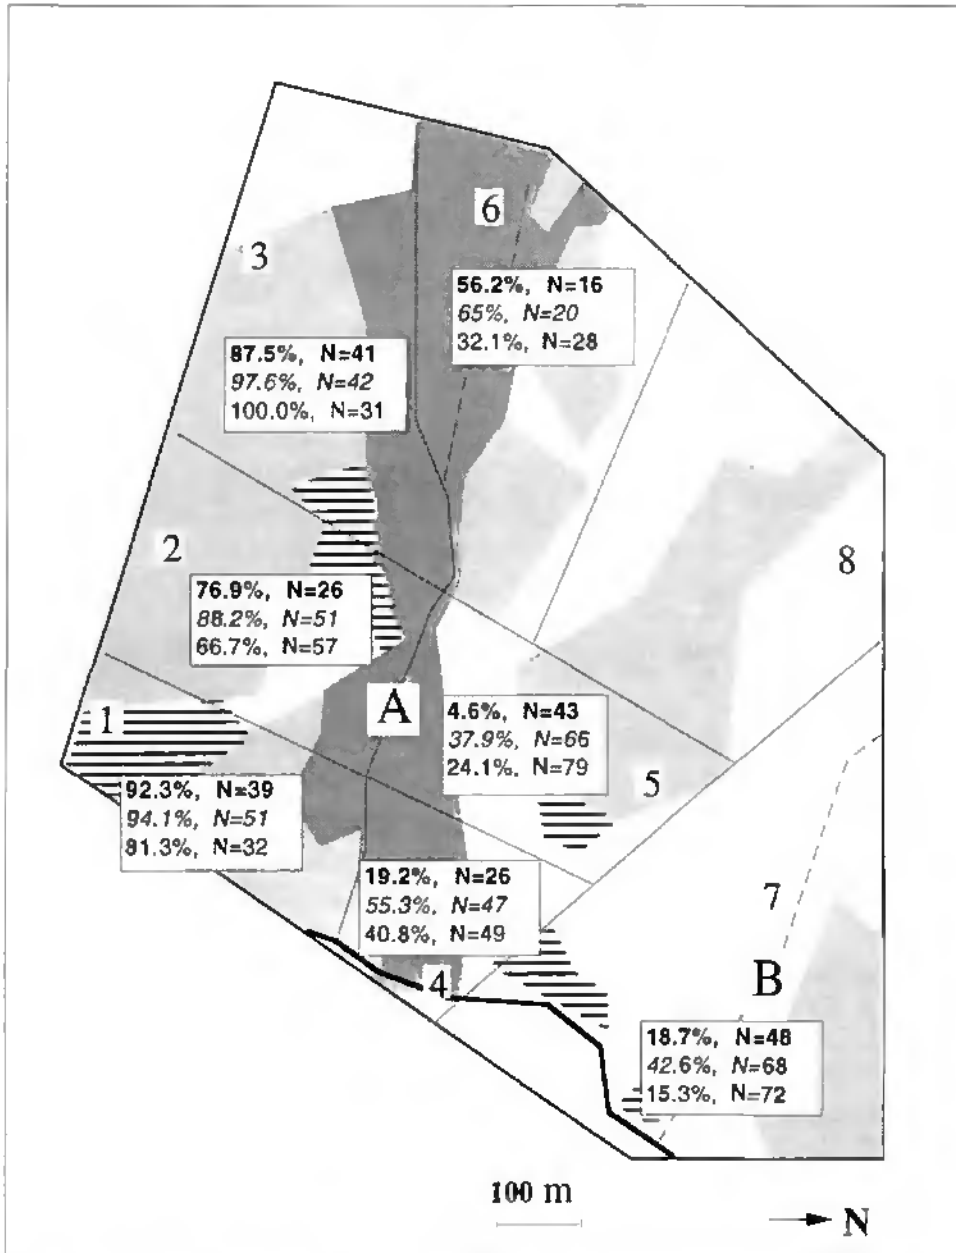 6
3
56.2%, N=16
65%, N=20
32.1%, N=28
87.5%, N=41
97.6%, N=42
100.0%, N=31
2
8
76.9%, N=26
88.2%, N=51
66.7%, N=57
1
A
4.6%, N=43
37.9%, N=66
24.1%, N=79
5
92.3%, N=39
94.1%, N=51
81.3%, N=32
19.2%, N=26
55.3%, N=47
40.8%, N=49
7
4
B
18.7%, N=48
42.6%, N=68
15.3%, N=72
100 m
N